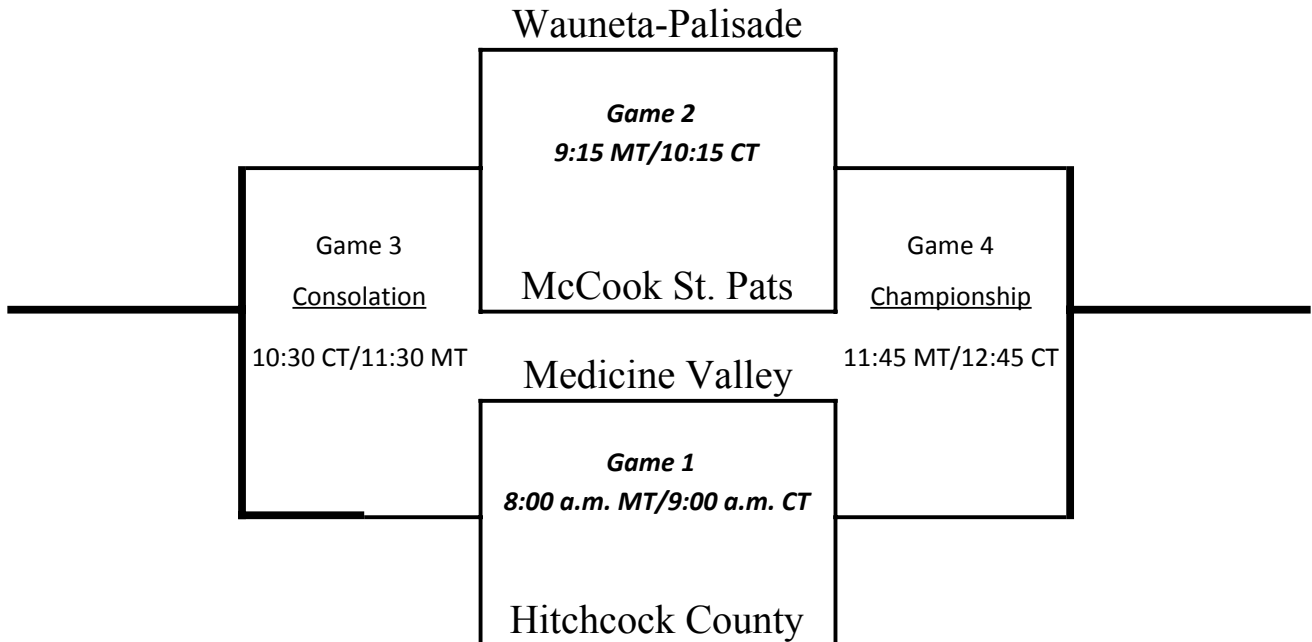 Wauneta-Palisade
Game 2
9:15 MT/10:15 CT
McCook St. Pats
Game 3
Consolation
10:30 CT/11:30 MT
Game 4
Championship
11:45 MT/12:45 CT
Medicine Valley
Game 1
8:00 a.m. MT/9:00 a.m. CT
Hitchcock County